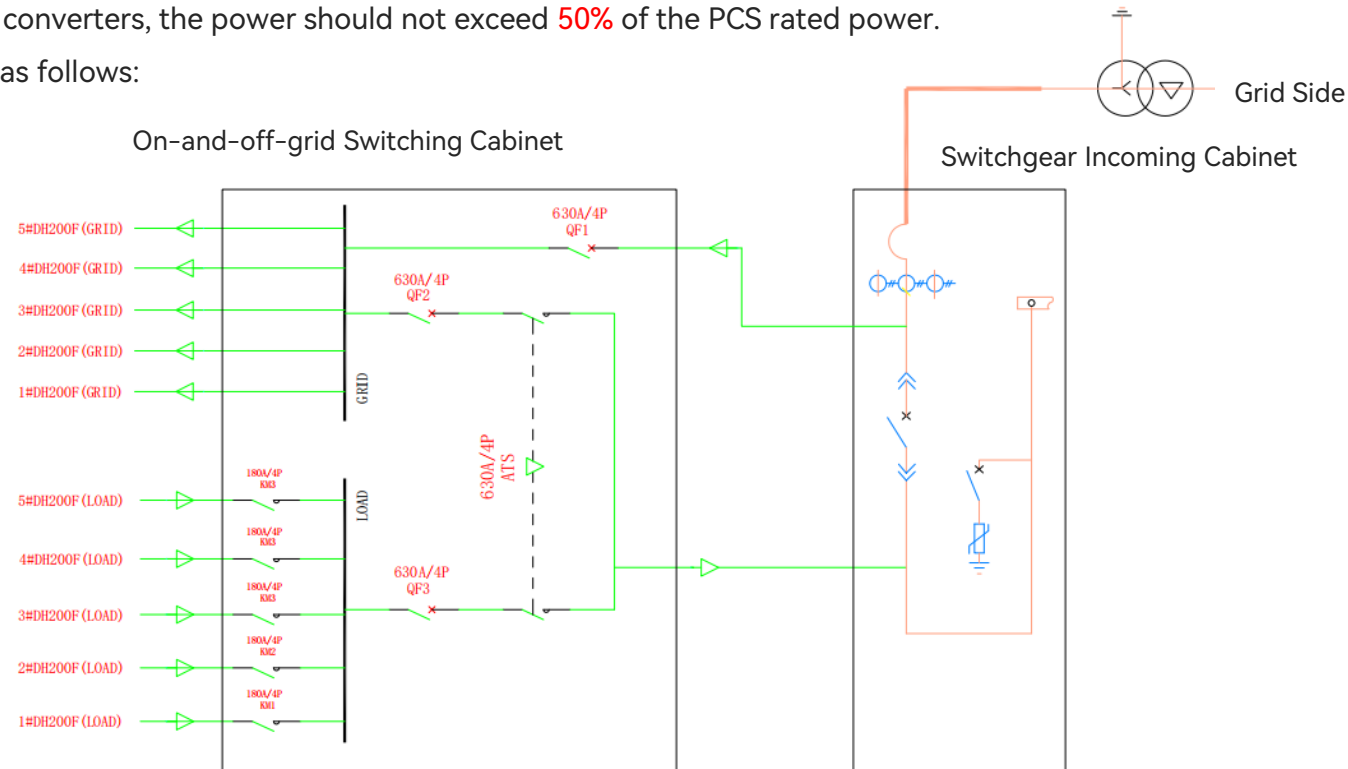 converters, the power should not exceed 50% of the PCS rated power.
as follows:
Grid Side
On-and-off-grid Switching Cabinet
Switchgear Incoming Cabinet
5#DH200F(GRID)
4#DH200F(GRID)
3#DH200F(GRID)
2#DH200F(GRID)
1#DH200F(GRID)
630A/4P
QF1
630A/4P
QF2
GRID
630A/4P
ATS
5#DH200F(LOAD)
4#DH200F(LOAD)
3#DH200F(LOAD)
2#DH200F(LOAD)
1#DH200F(LOAD)
180A/4P
KM3
180A/4P
KM3
180A/4P
KM3
180A/4P
KM2
180A/4P
KM1
LOAD
630A/4P
QF3